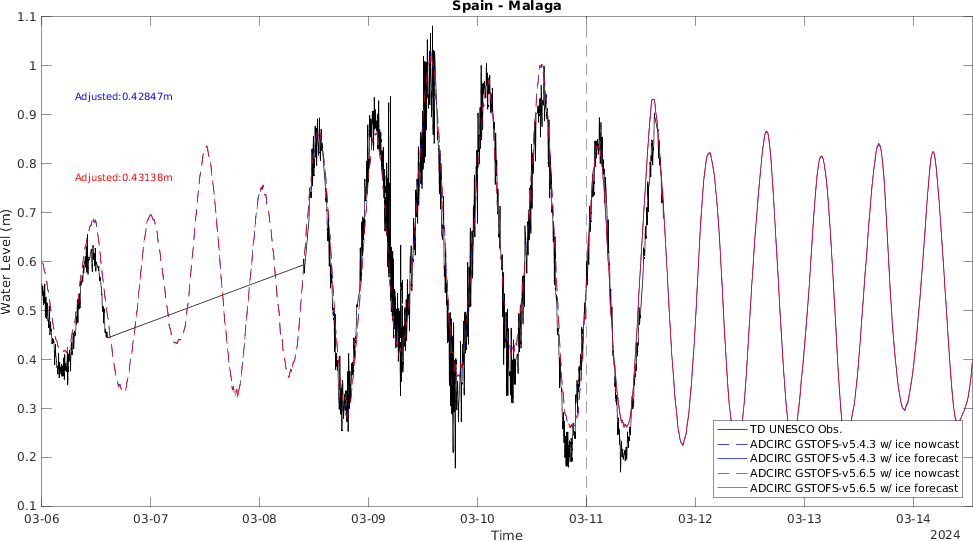 Spain - Malaga
1.1
1
0.9
0.8
0.7
0.6
0.5
0.4
0.3
0.2
0.1
Water Level (m)
Adjusted:0.42847m
Adjusted:0.43138m
TD UNESCO Obs.
ADCIRC GSTOFS-v5.4.3 w/ ice nowcast
ADCIRC GSTOFS-v5.4.3 w/ ice forecast
ADCIRC GSTOFS-v5.6.5 w/ ice nowcast
ADCIRC GSTOFS-v5.6.5 w/ ice forecast
03-06 03-07 03-08 03-09 03-10 03-11 03-12 03-13 03-14
Time
2024